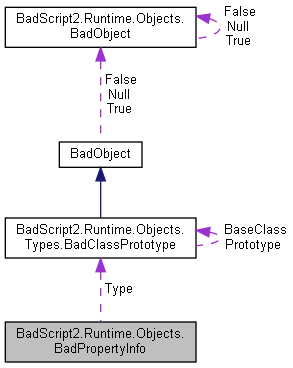 BadScript2.Runtime.Objects.
BadObject
False
Null
True
False
Null
True
BadObject
BadScript2.Runtime.Objects.
Types.BadClassPrototype
BaseClass
Prototype
Type
BadScript2.Runtime.Objects.
BadPropertyInfo